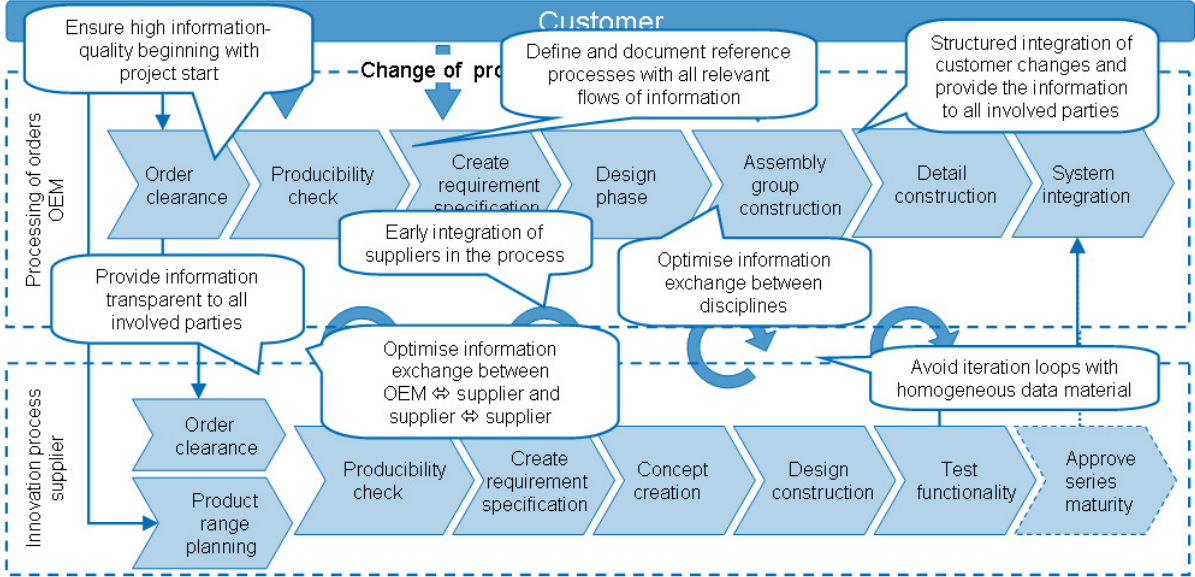 Customer
Ensure high information-
quality beginning with
project start
Change of
Define and document reference
processes with all relevant
flows of information
Structured integration of
customer changes and
provide the information
to all involved parties
Processing of orders
OEM
Order
clearance
Producibility
check
Create
requirement
specification
Design
phase
Assembly
group
construction
Detail
construction
System
integration
Early integration of
suppliers in the process
Optimise information
exchange between
disciplines
Provide information
transparent to all
involved parties
Optimise information
exchange between
OEM ⇔ supplier and
supplier ⇔ supplier
Avoid iteration loops with
homogeneous data material
Innovation process
supplier
Order
clearance
Product
range
planning
Producibility
check
Create
requirement
specification
Concept
creation
Design
construction
Test
functionality
Approve
series
maturity